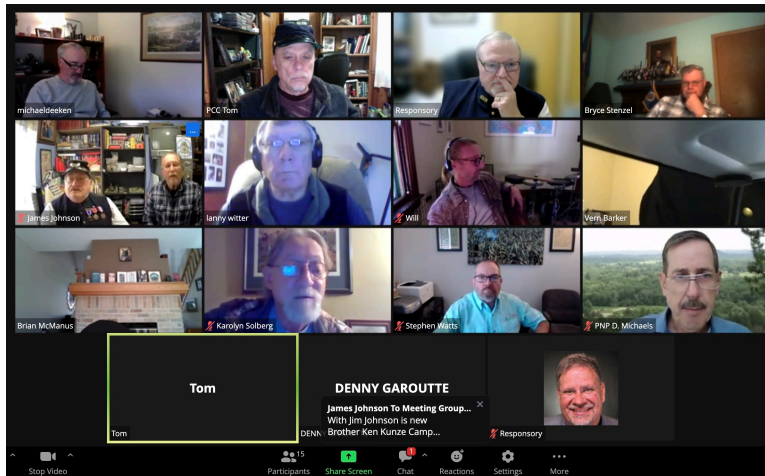 michaeldeeken
PCC Tom
Responsory
Bryce Stenzel
...
James Johnson
lanny witter
Will
Vern Barker
Brian McManus
Karolyn Solberg
Stephen Watts
PNP D. Michaels
Tom
DENNY GAROUTTE
Tom
DENN
James Johnson To Meeting Group...
With Jim Johnson is new
Brother Ken Kunze Camp...
Responsory
Stop Video
Participants
15
Share Screen
Chat
1
Reactions
Settings
More